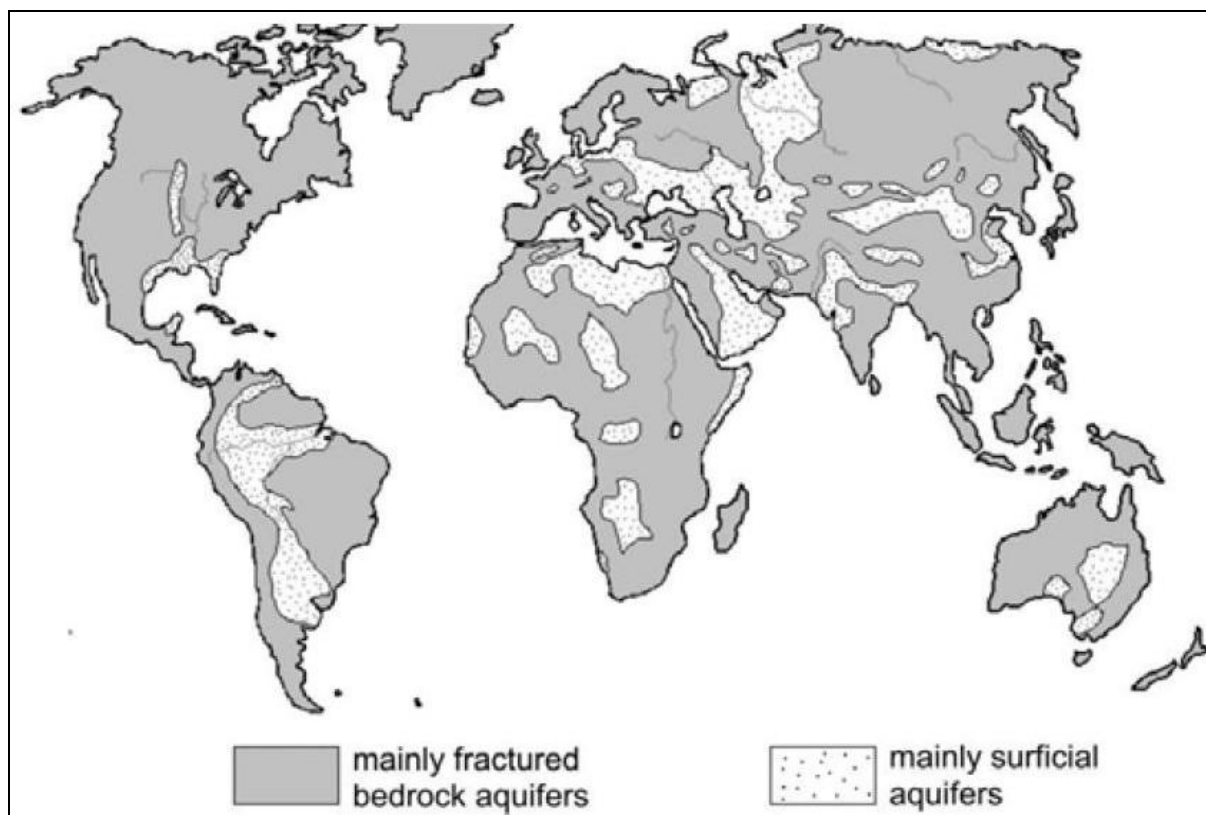 mainly fractured
bedrock aquifers
mainly surficial
aquifers